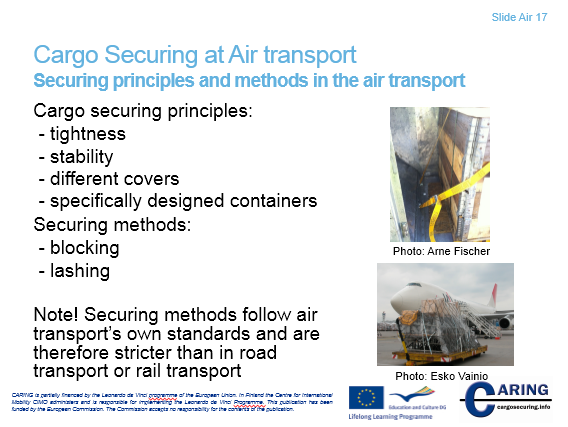 Slide Air 17
Cargo Securing at Air transport
Securing principles and methods in the air transport
Cargo securing principles:
- tightness
- stability
- different covers
- specifically designed containers
Securing methods:
- blocking
- lashing
Note! Securing methods follow air
transport's own standards and are
therefore stricter than in road
transport or rail transport
Photo: Arne Fischer
Photo: Esko Vainio
CARING is partially financed by the Leonardo da Vinci programme of the European Union. In Finland the Centre for International
Mobility CIMO administers and is responsible for implementing the Leonardo da Vinci Programme. This publication has been
funded by the European Commission. The Commission accepts no responsibility for the contents of the publication.
Education and Culture DG
Lifelong Learning Programme
CARING
cargosecuring.info